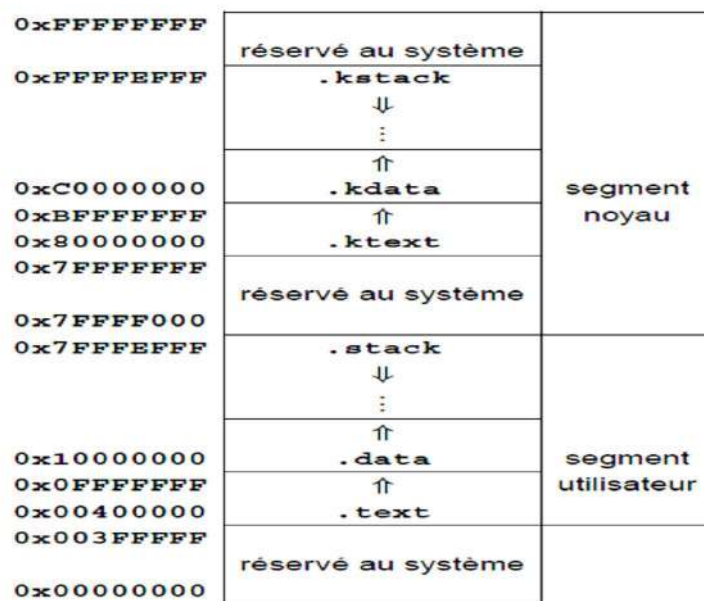 0xFFFFFFFF
réservé au système
0xFFFFEFFF .kstack
⇓
⋮
⇑
0xC0000000 .kdata segment
0xBFFFFFFF ⇑ noyau
0x80000000 .ktext
0x7FFFFFFF
réservé au système
0x7FFFF000
0x7FFFEFFF .stack
⇓
⋮
⇑
0x10000000 .data segment
0x0FFFFFFF ⇑ utilisateur
0x00400000 .text
0x003FFFFF
réservé au système
0x00000000